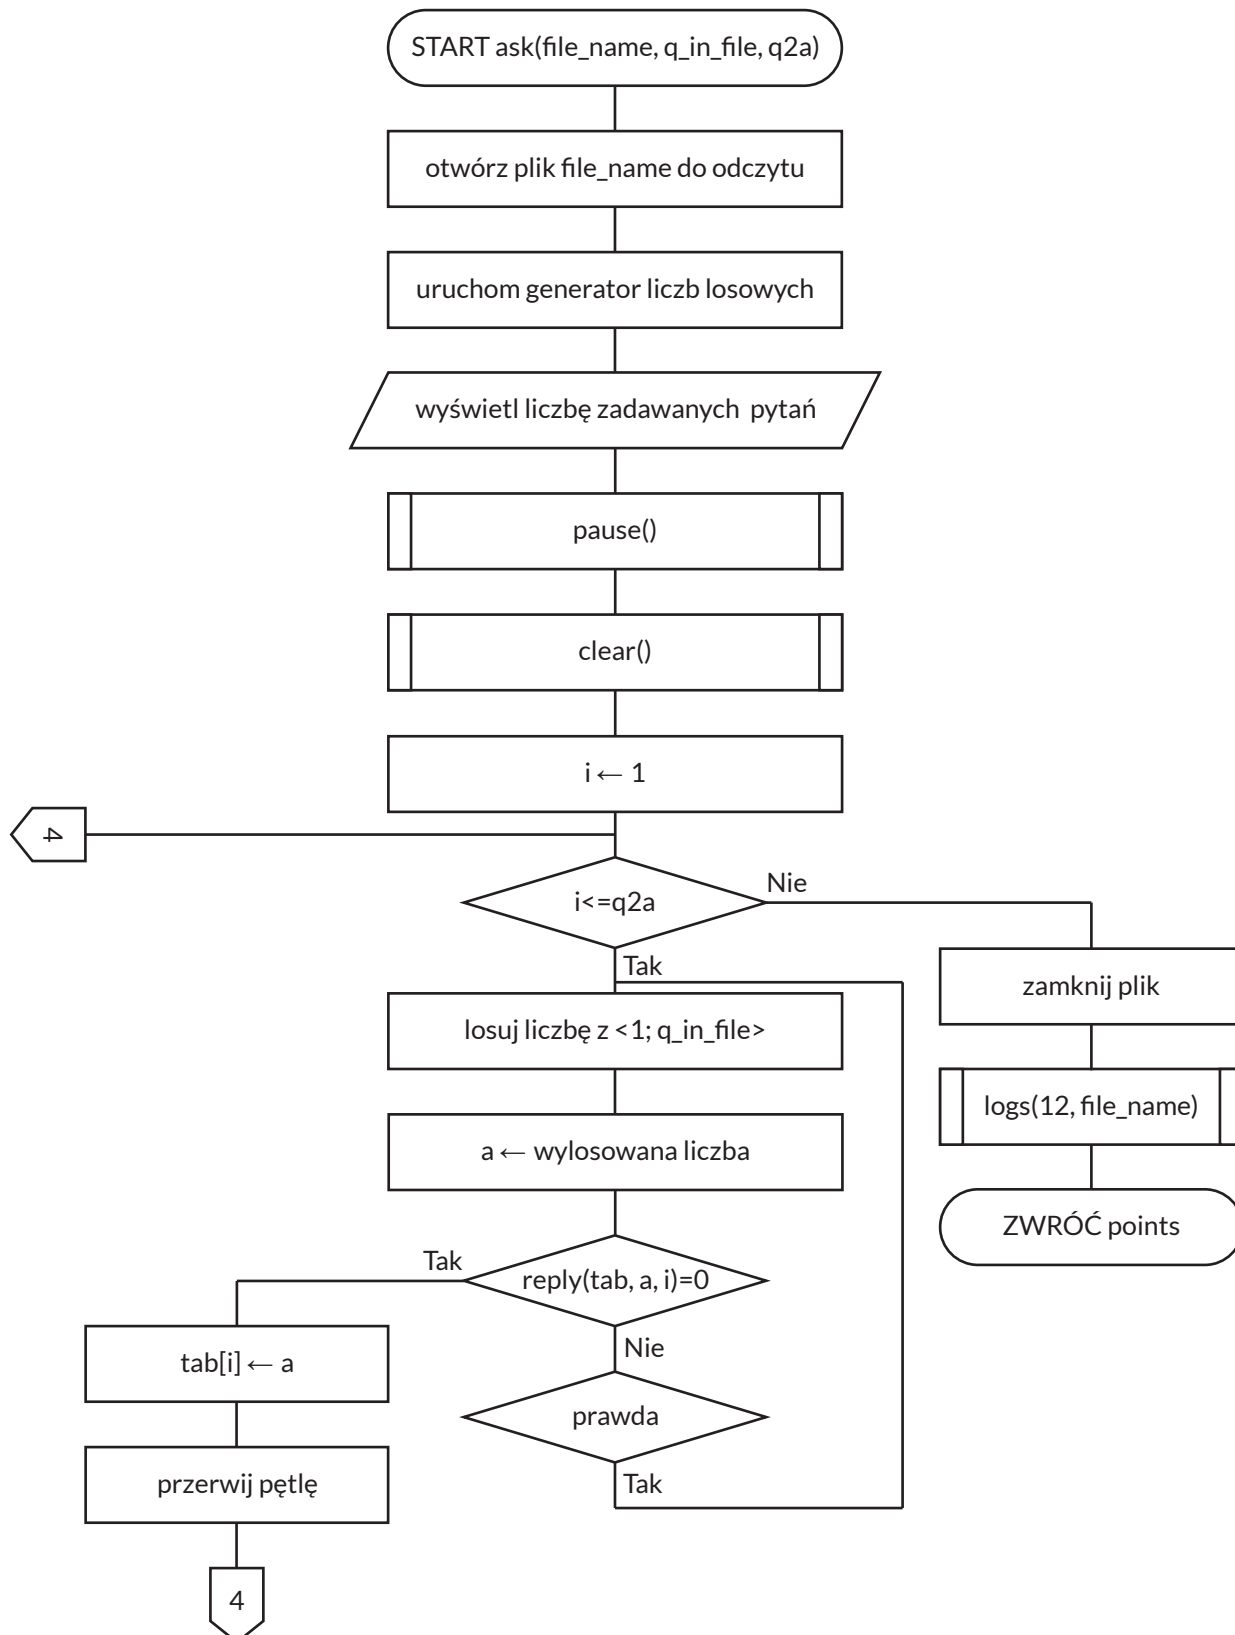 START ask(file_name, q_in_file, q2a)
otwórz plik file_name do odczytu
uruchom generator liczb losowych
wyświetl liczbę zadawanych pytań
pause()
clear()
i ← 1
4
i<=q2a
Nie
Tak
zamknij plik
losuj liczbę z <1; q_in_file>
logs(12, file_name)
a ← wylosowana liczba
ZWRÓĆ points
Tak
reply(tab, a, i)=0
Nie
tab[i] ← a
prawda
przerwij pętlę
Tak
4